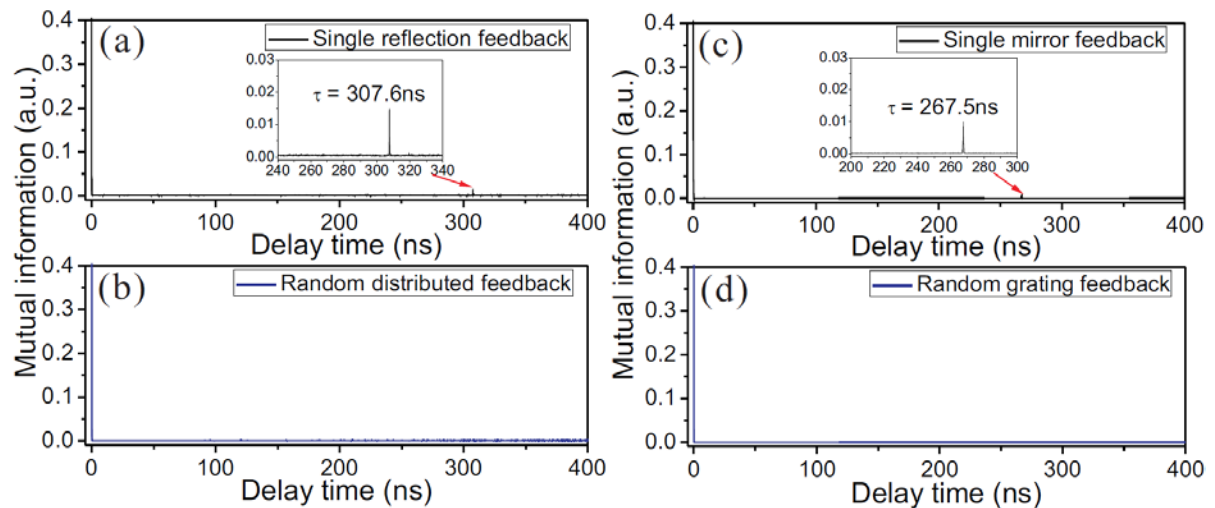 (a)
Single reflection feedback
τ = 307.6ns
0.03
0.02
0.01
0.00
240 260 280 300 320 340
0.4
0.3
0.2
0.1
0.0
0 100 200 300 400
Delay time (ns)
Mutual information (a.u.)
(b)
Random distributed feedback
0.4
0.3
0.2
0.1
0.0
0 100 200 300 400
Delay time (ns)
(c)
Single mirror feedback
τ = 267.5ns
0.03
0.02
0.01
0.00
200 220 240 260 280 300
0.4
0.3
0.2
0.1
0.0
0 100 200 300 400
Delay time (ns)
Mutual information (a.u.)
(d)
Random grating feedback
0.4
0.3
0.2
0.1
0.0
0 100 200 300 400
Delay time (ns)